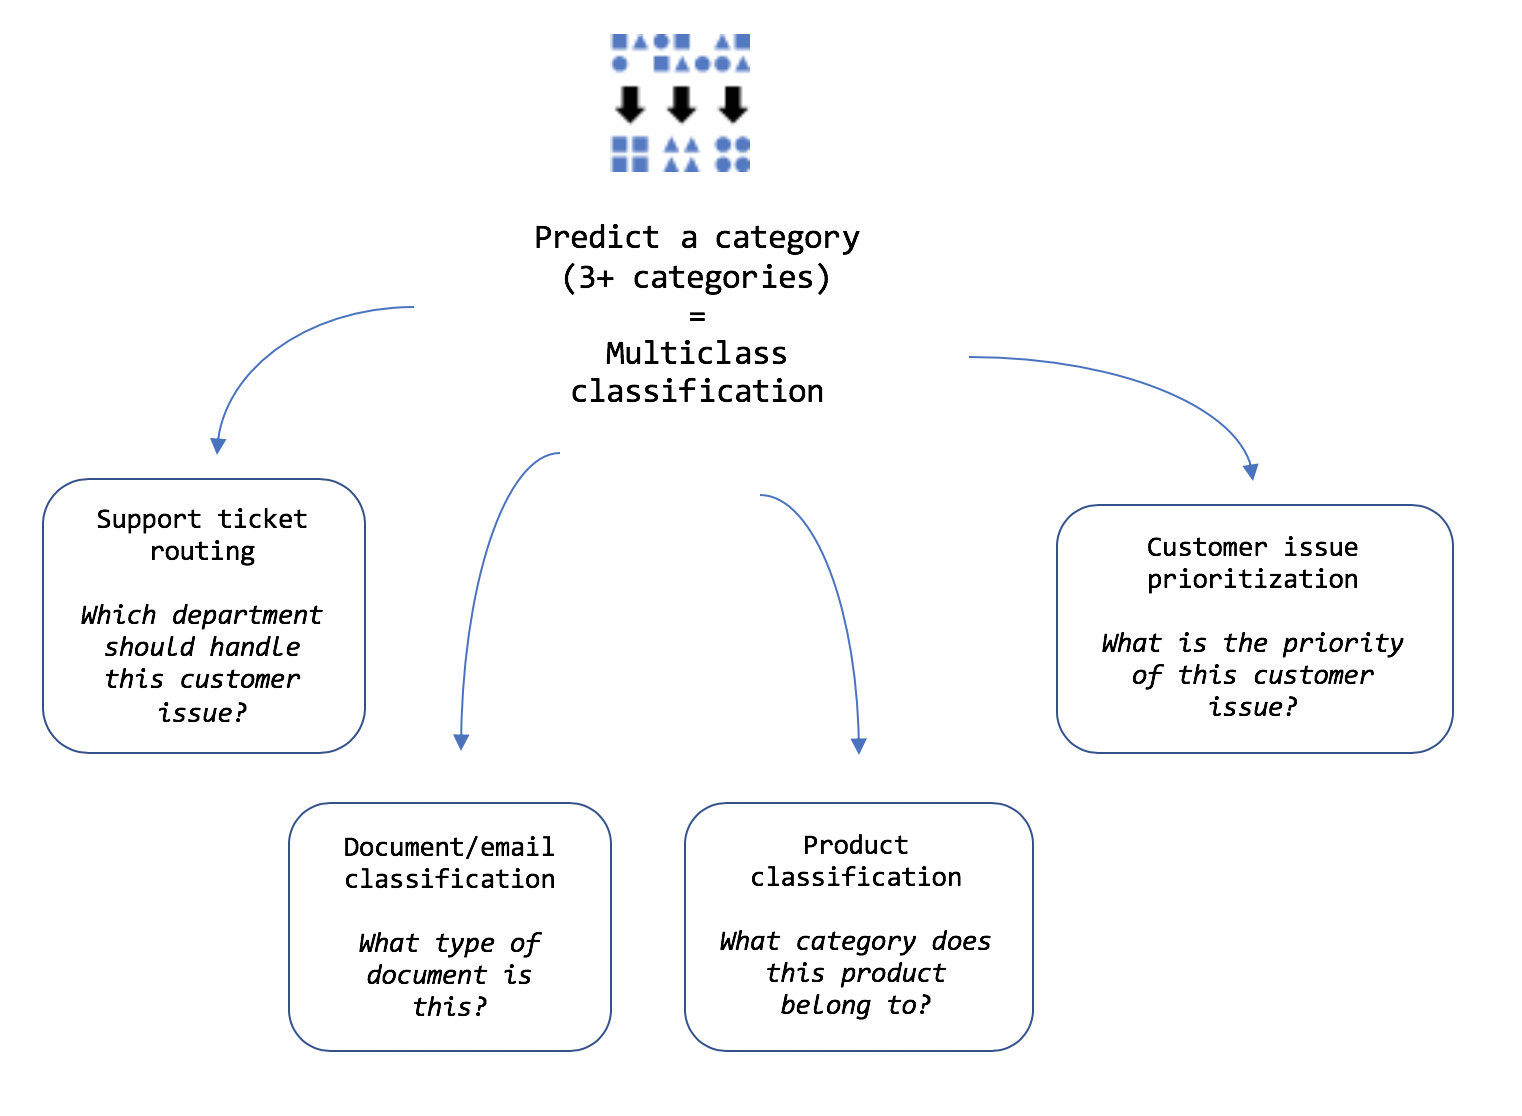 Predict a category
(3+ categories)
=
Multiclass
classification
Support ticket
routing
Which department
should handle
this customer
issue?
Document/email
classification
What type of
document is
this?
Product
classification
What category does
this product
belong to?
Customer issue
prioritization
What is the priority
of this customer
issue?